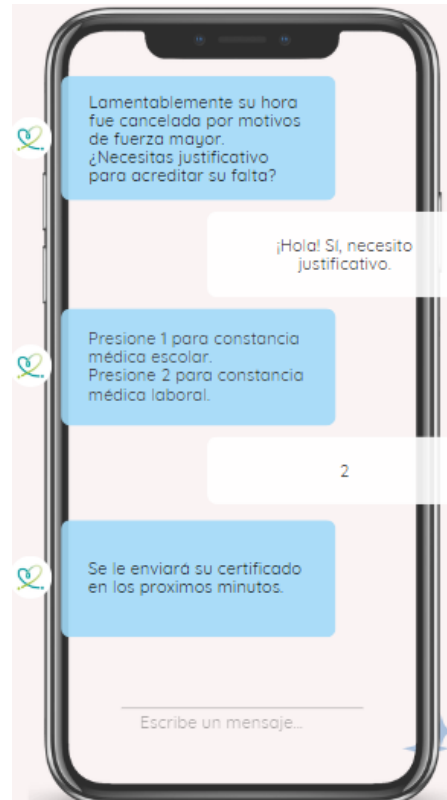 Lamentablemente su hora
fue cancelada por motivos
de fuerza mayor.
¿Necesitas justificativo
para acreditar su falta?
¡Hola! SI, necesito
justificativo.
Presione 1 para constancia
médica escolar.
Presione 2 para constancia
médica laboral.
2
Se le enviará su certificado
en los proximos minutos.
Escribe un mensaje...